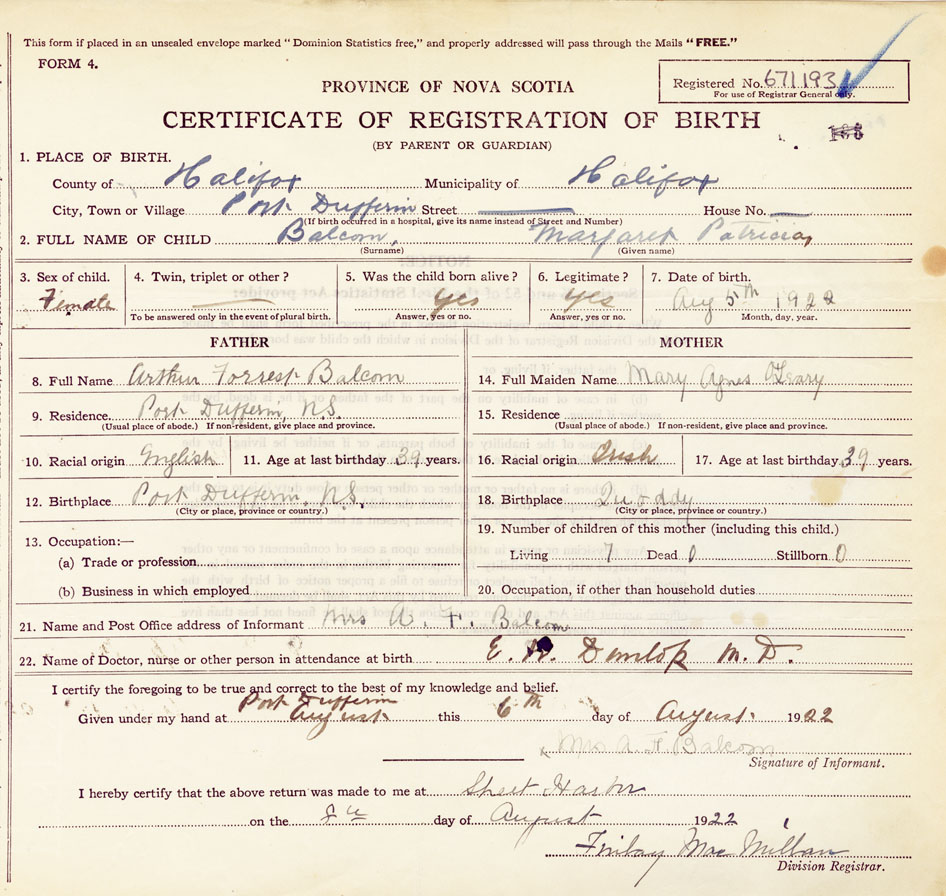 This form if placed in an unsealed envelope marked "Dominion Statistics free," and properly addressed will pass through the Mails "FREE."
FORM 4.
Registered No. 671193
For use of Registrar General only.
PROVINCE OF NOVA SCOTIA
CERTIFICATE OF REGISTRATION OF BIRTH
(BY PARENT OR GUARDIAN)
1. PLACE OF BIRTH.
County of Halifax Municipality of Halifax
City, Town or Village Port Dufferin Street House No.
(If birth occurred in a hospital, give its name instead of Street and Number)
2. FULL NAME OF CHILD Balcom, Margaret Patricia
(Surname) (Given name)
3. Sex of child. 4. Twin, triplet or other? 5. Was the child born alive? 6. Legitimate? 7. Date of birth.
Female yes yes Aug 5th 1922
To be answered only in the event of plural birth. Answer, yes or no. Answer, yes or no. Month, day, year.
FATHER MOTHER
8. Full Name Arthur Forrest Balcom 14. Full Maiden Name Mary Agnes O'Leary
9. Residence. Port Dufferin, N.S. 15. Residence
(Usual place of abode.) If non-resident, give place and province. (Usual place of abode.) If non-resident, give place and province.
10. Racial origin English 11. Age at last birthday 39 years. 16. Racial origin Irish 17. Age at last birthday 39 years.
12. Birthplace Port Dufferin, N.S. 18. Birthplace Quoddy
(City or place, province or country.) (City or place, province or country.)
13. Occupation:— 19. Number of children of this mother (including this child.)
(a) Trade or profession Living 7 Dead 0 Stillborn 0
(b) Business in which employed 20. Occupation, if other than household duties
21. Name and Post Office address of Informant Mrs A. F. Balcom
22. Name of Doctor, nurse or other person in attendance at birth E. Dunlop M.D.
I certify the foregoing to be true and correct to the best of my knowledge and belief.
Port Dufferin
Given under my hand at August this 6th day of August 1922
Mrs A. F. Balcom
Signature of Informant.
I hereby certify that the above return was made to me at Sheet Harbor
on the 8th day of August 1922
Finlay MacMillan
Division Registrar.